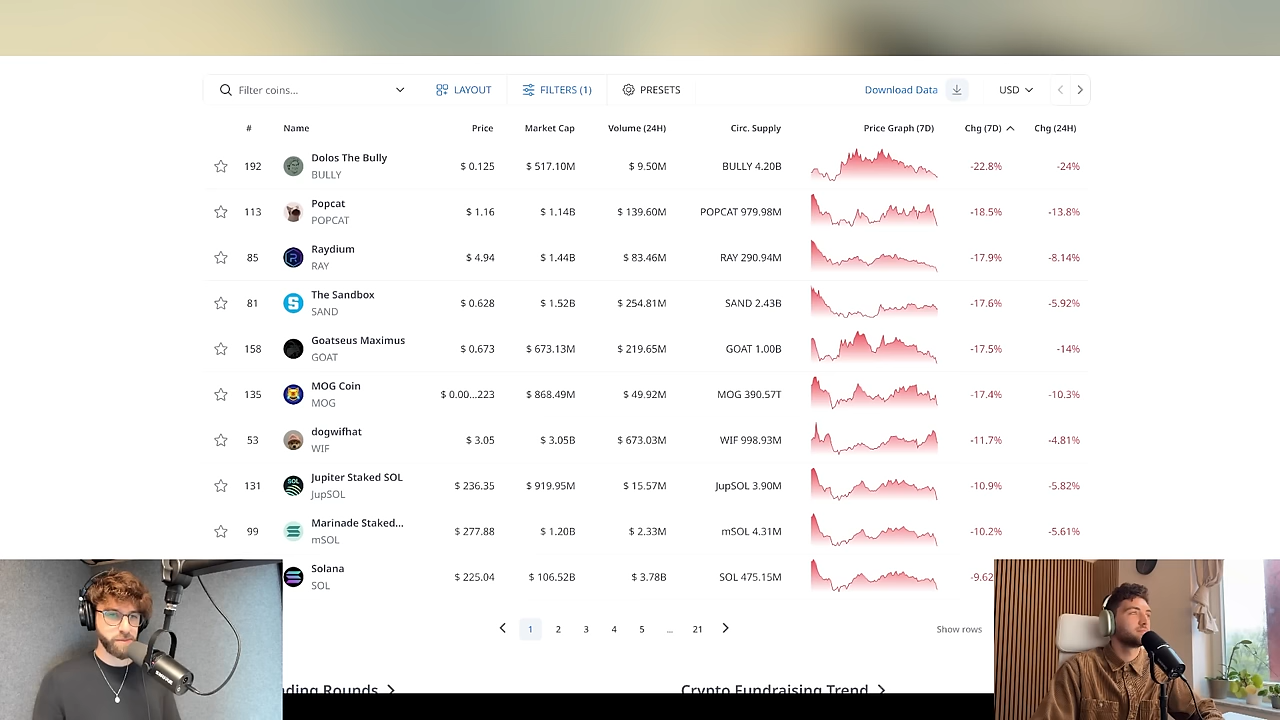 Filter coins... LAYOUT FILTERS (1) PRESETS Download Data USD
# Name Price Market Cap Volume (24H) Circ. Supply Price Graph (7D) Chg (7D) Chg (24H)
192 Dolos The Bully BULLY $ 0.125 $ 517.10M $ 9.50M BULLY 4.20B -22.8% -24%
113 Popcat POPCAT $ 1.16 $ 1.14B $ 139.60M POPCAT 979.98M -18.5% -13.8%
85 Raydium RAY $ 4.94 $ 1.44B $ 83.46M RAY 290.94M -17.9% -8.14%
81 The Sandbox SAND $ 0.628 $ 1.52B $ 254.81M SAND 2.43B -17.6% -5.92%
158 Goatseus Maximus GOAT $ 0.673 $ 673.13M $ 219.65M GOAT 1.00B -17.5% -14%
135 MOG Coin MOG $ 0.00...223 $ 868.49M $ 49.92M MOG 390.57T -17.4% -10.3%
53 dogwifhat WIF $ 3.05 $ 3.05B $ 673.03M WIF 998.93M -11.7% -4.81%
131 SOL Jupiter Staked SOL JupSOL $ 236.35 $ 919.95M $ 15.57M JupSOL 3.90M -10.9% -5.82%
99 Marinade Staked... mSOL $ 277.88 $ 1.20B $ 2.33M mSOL 4.31M -10.2% -5.61%
Solana SOL $ 225.04 $ 106.52B $ 3.78B SOL 475.15M -9.62
1 2 3 4 5 ... 21 Show rows
nding Rounds Crypto Fundraising Trend
SHURE